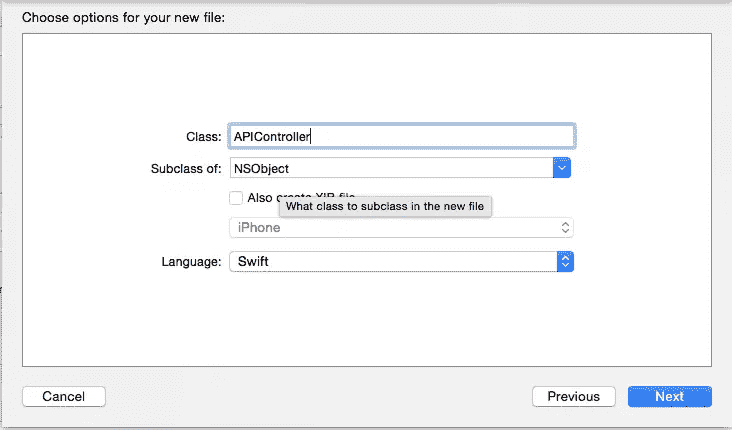 Choose options for your new file:
Class: APIController
Subclass of: NSObject
Also create XIB file
What class to subclass in the new file
iPhone
Language: Swift
Cancel Previous Next